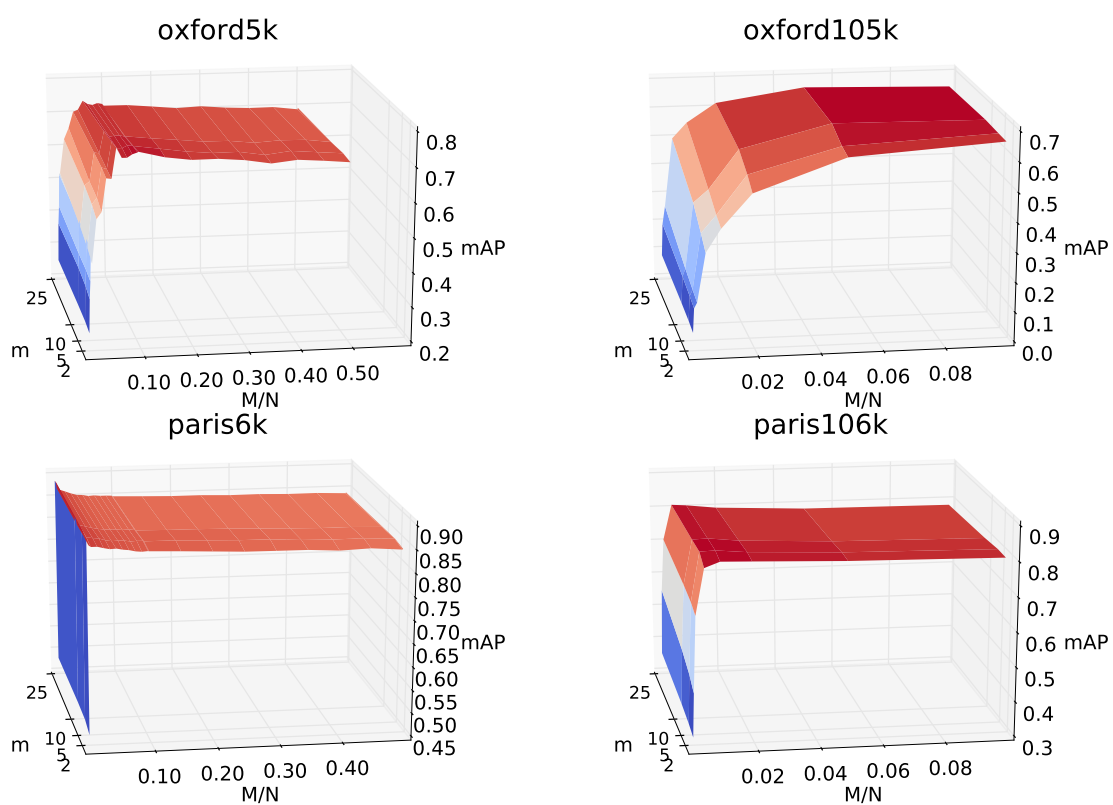 oxford5k
0.8
0.7
0.6
0.5
mAP
0.4
0.3
0.2
25
10
5
2
m
0.10 0.20 0.30 0.40 0.50
M/N
oxford105k
0.7
0.6
0.5
0.4
mAP
0.3
0.2
0.1
0.0
25
10
5
2
m
0.02 0.04 0.06 0.08
M/N
paris6k
0.90
0.85
0.80
0.75
0.70
mAP
0.65
0.60
0.55
0.50
0.45
25
10
5
2
m
0.10 0.20 0.30 0.40
M/N
paris106k
0.9
0.8
0.7
0.6
mAP
0.5
0.4
0.3
25
10
5
2
m
0.02 0.04 0.06 0.08
M/N